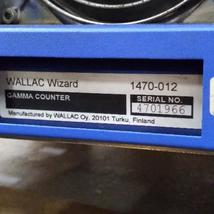 WALLAC Wizard 1470-012
GAMMA COUNTER SERIAL NO.
4701966
Manufactured by WALLAC Oy, 20101 Turku, Finland